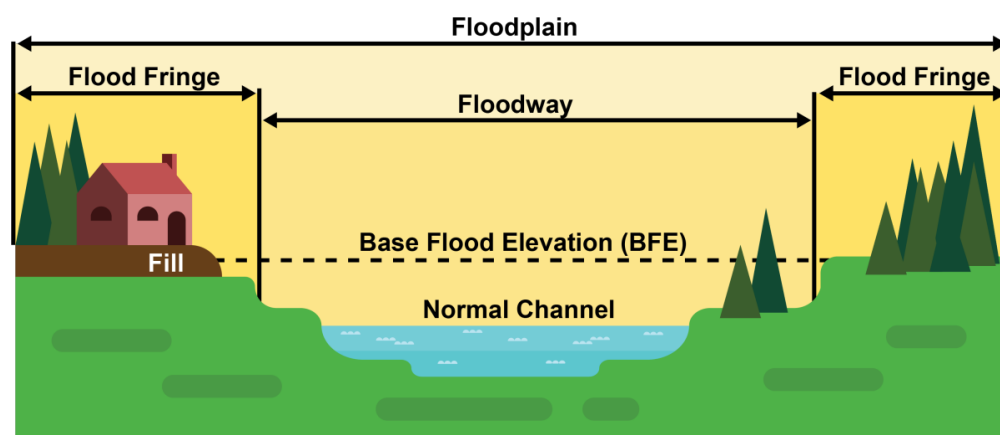 Floodplain
Flood Fringe
Flood Fringe
Floodway
Base Flood Elevation (BFE)
Fill
Normal Channel